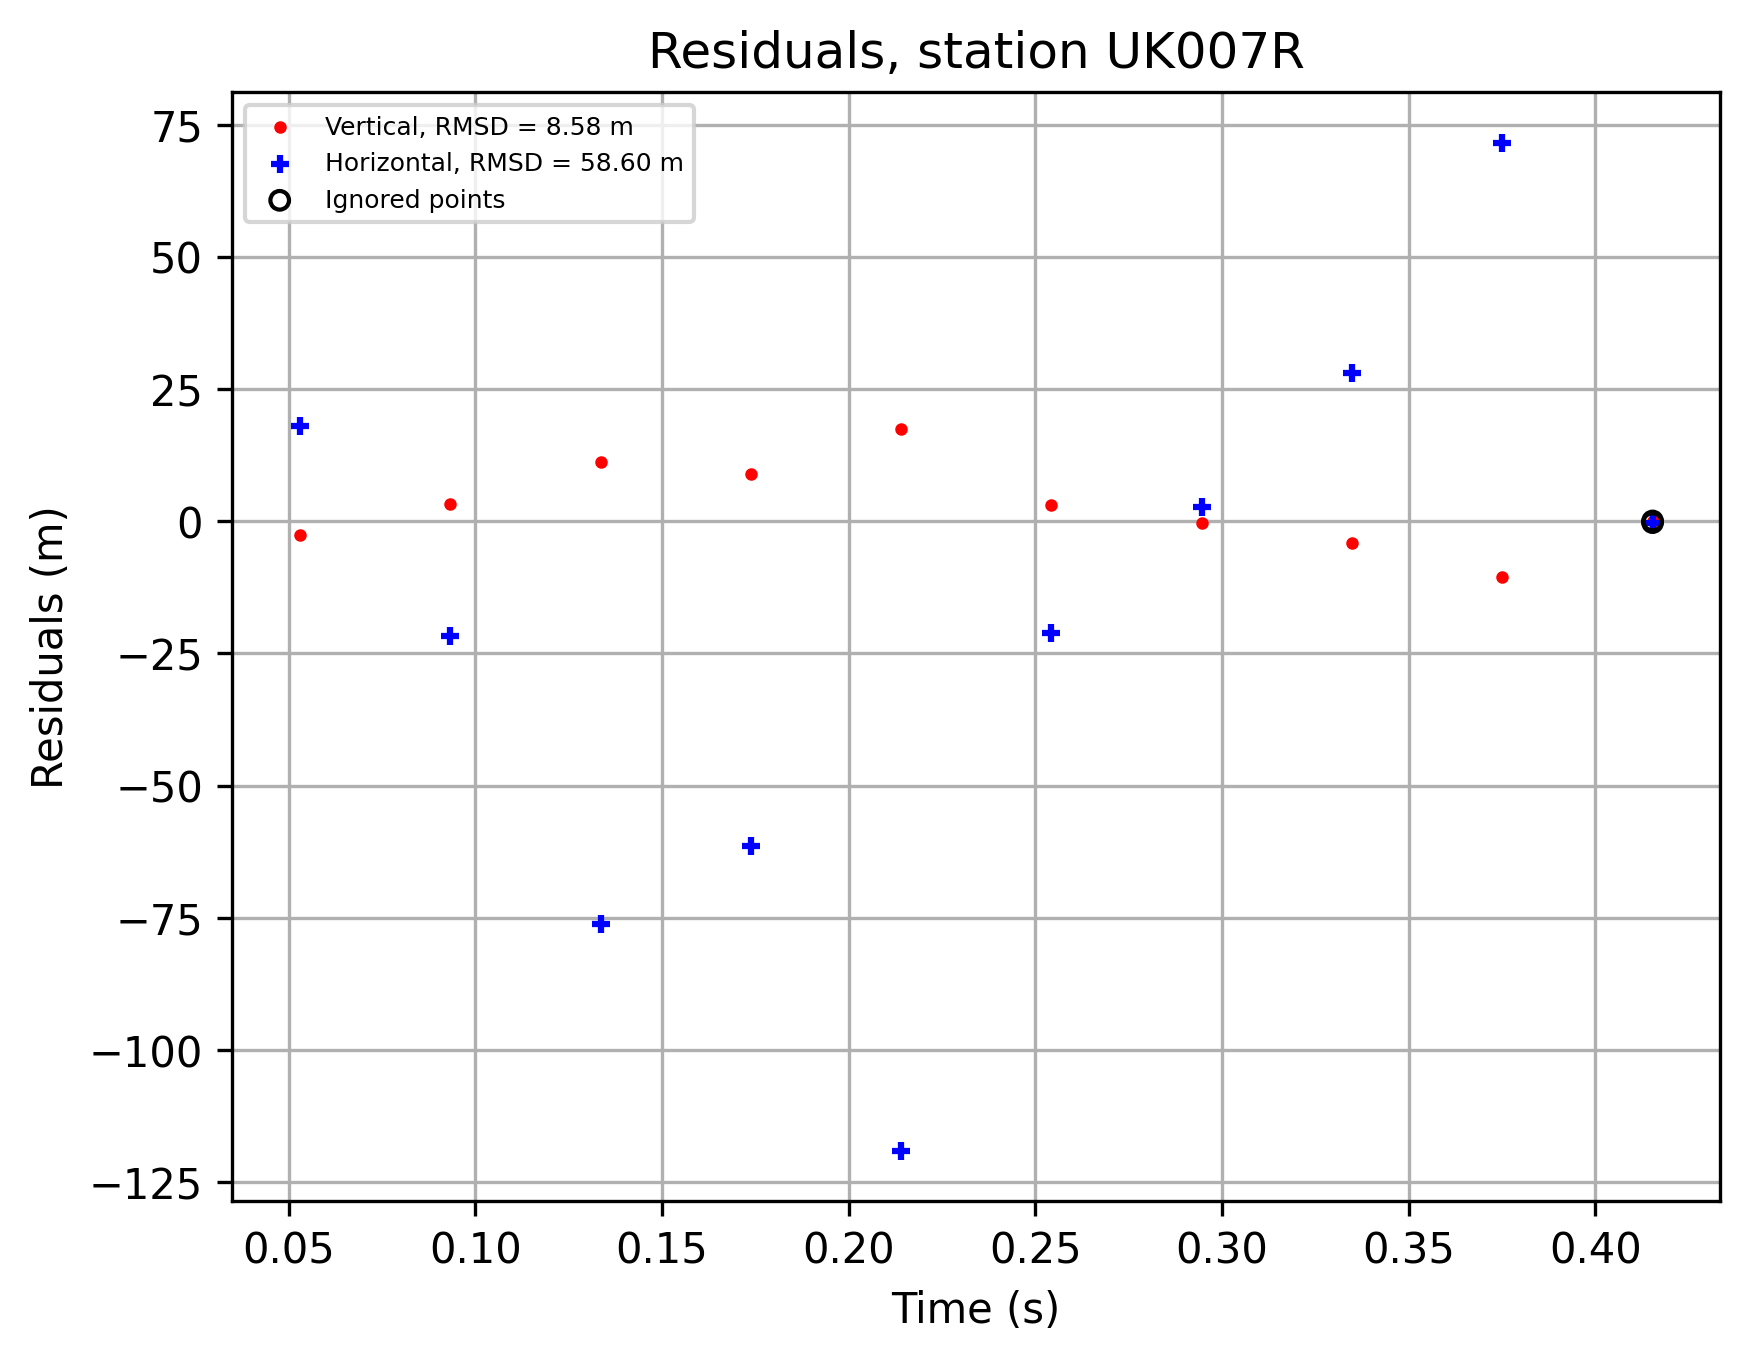 Residuals, station UK007R
Vertical, RMSD = 8.58 m
Horizontal, RMSD = 58.60 m
Ignored points
75
50
25
0
−25
−50
−75
−100
−125
Residuals (m)
0.05 0.10 0.15 0.20 0.25 0.30 0.35 0.40
Time (s)